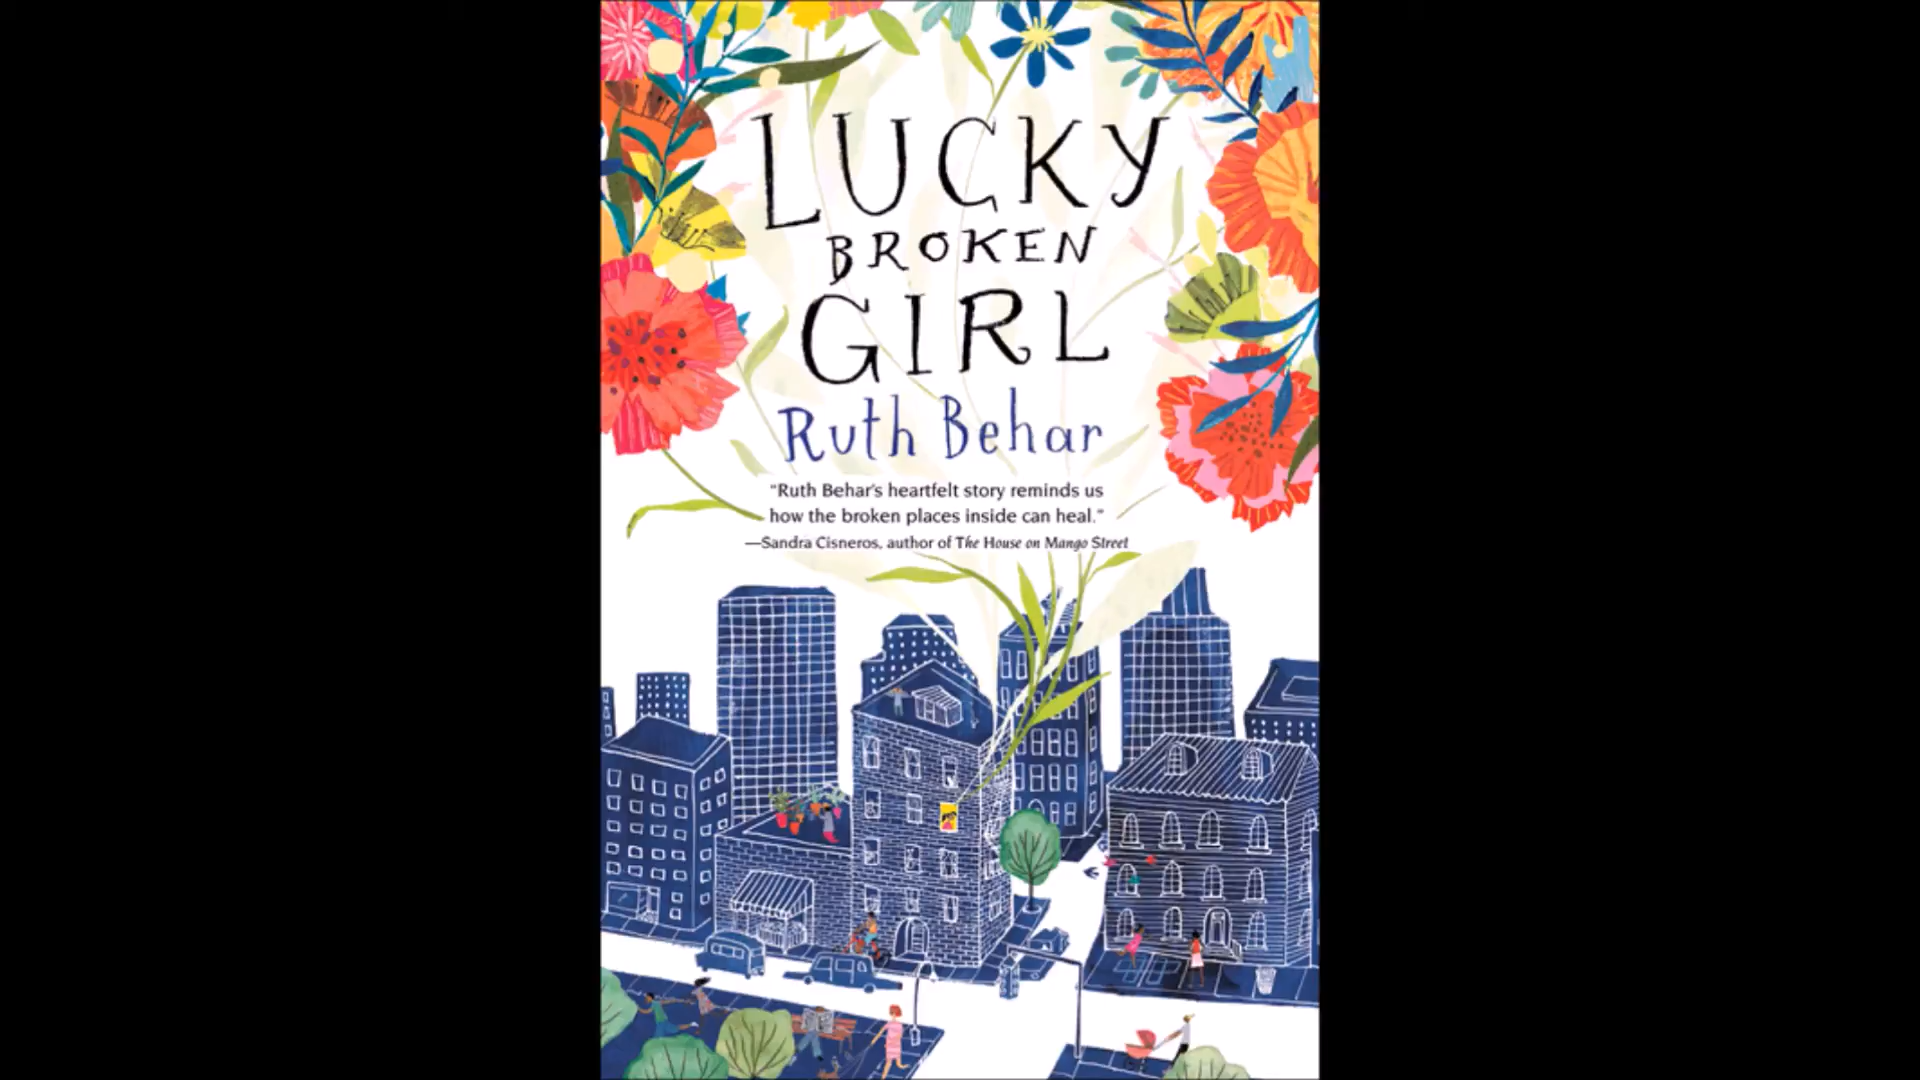 LUCKY
BROKEN
GIRL
Ruth Behar
“Ruth Behar’s heartfelt story reminds us
how the broken places inside can heal.”
—Sandra Cisneros, author of The House on Mango Street